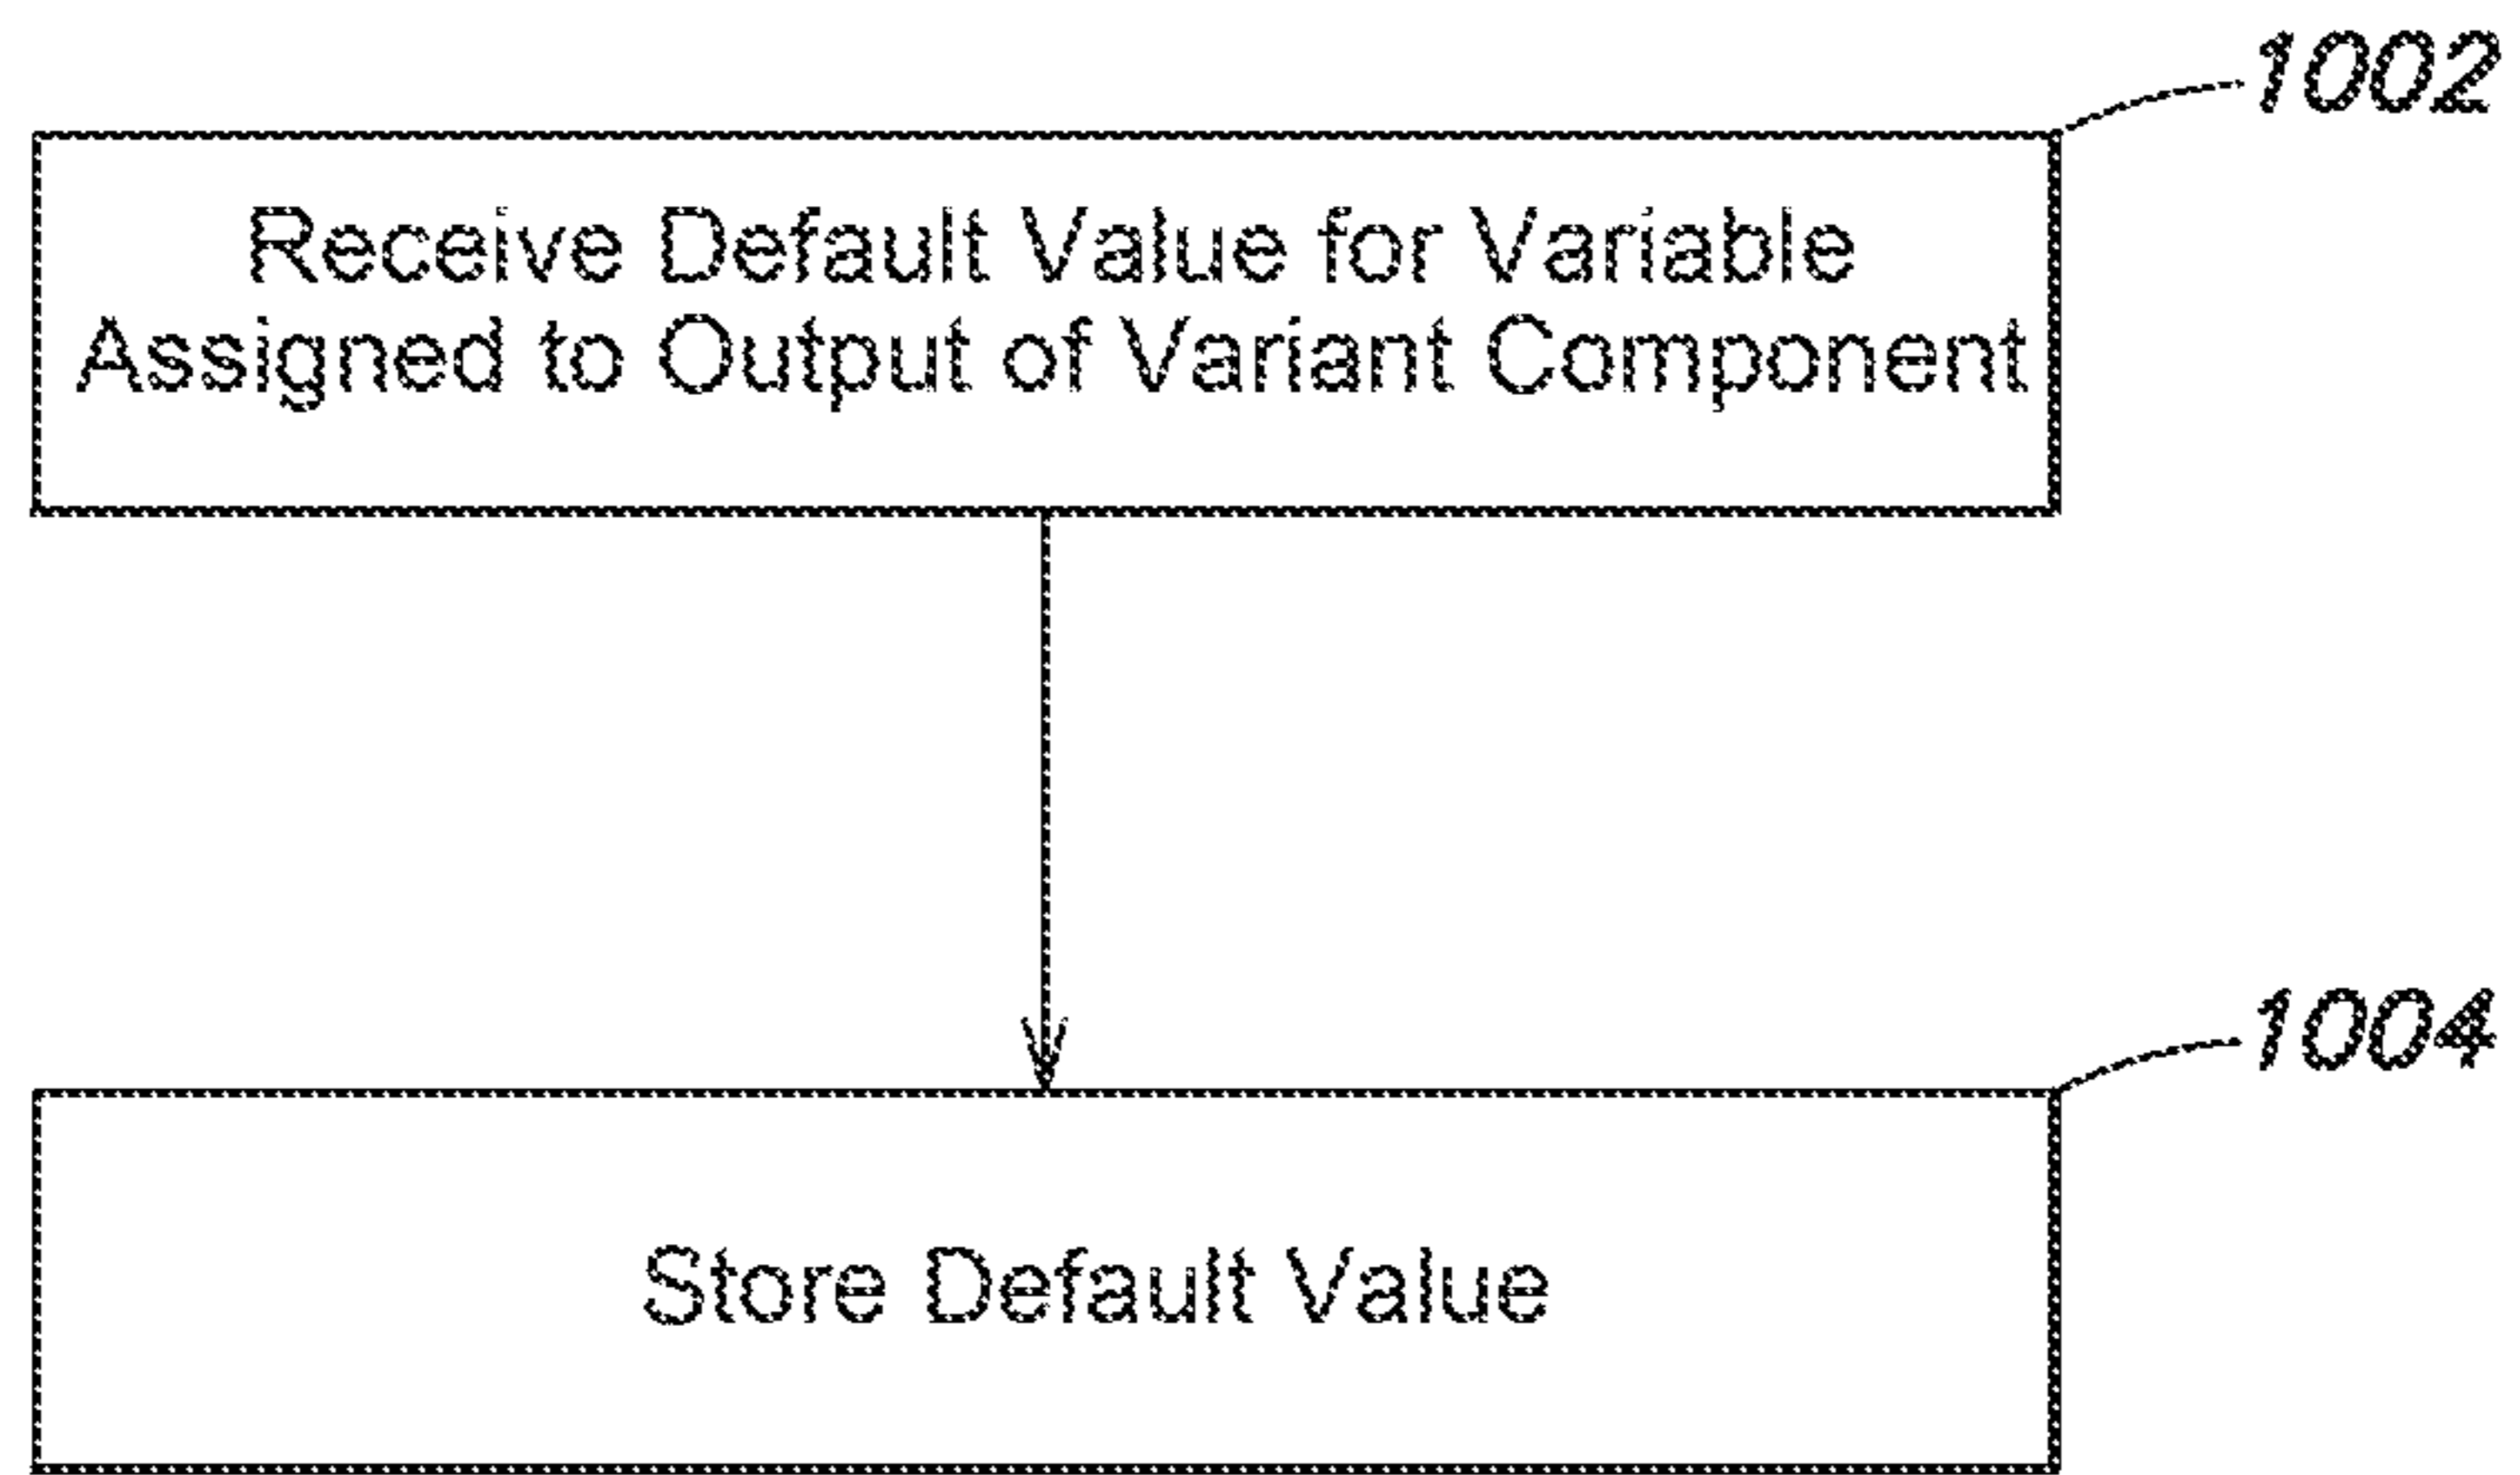 1002
Receive Default Value for Variable
Assigned to Output of Variant Component
1004
Store Default Value